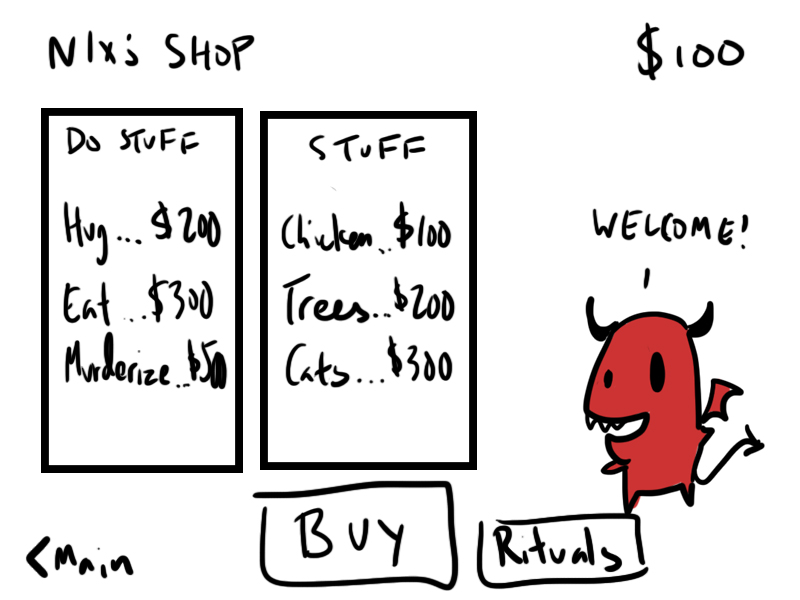 NIx's SHOP
$100
DO STUFF
Hug... $200
Eat ...$300
Murderize...$50
STUFF
Chicken...$100
Trees...$200
Cats...$300
WELCOME!
<Main
BUY
Rituals